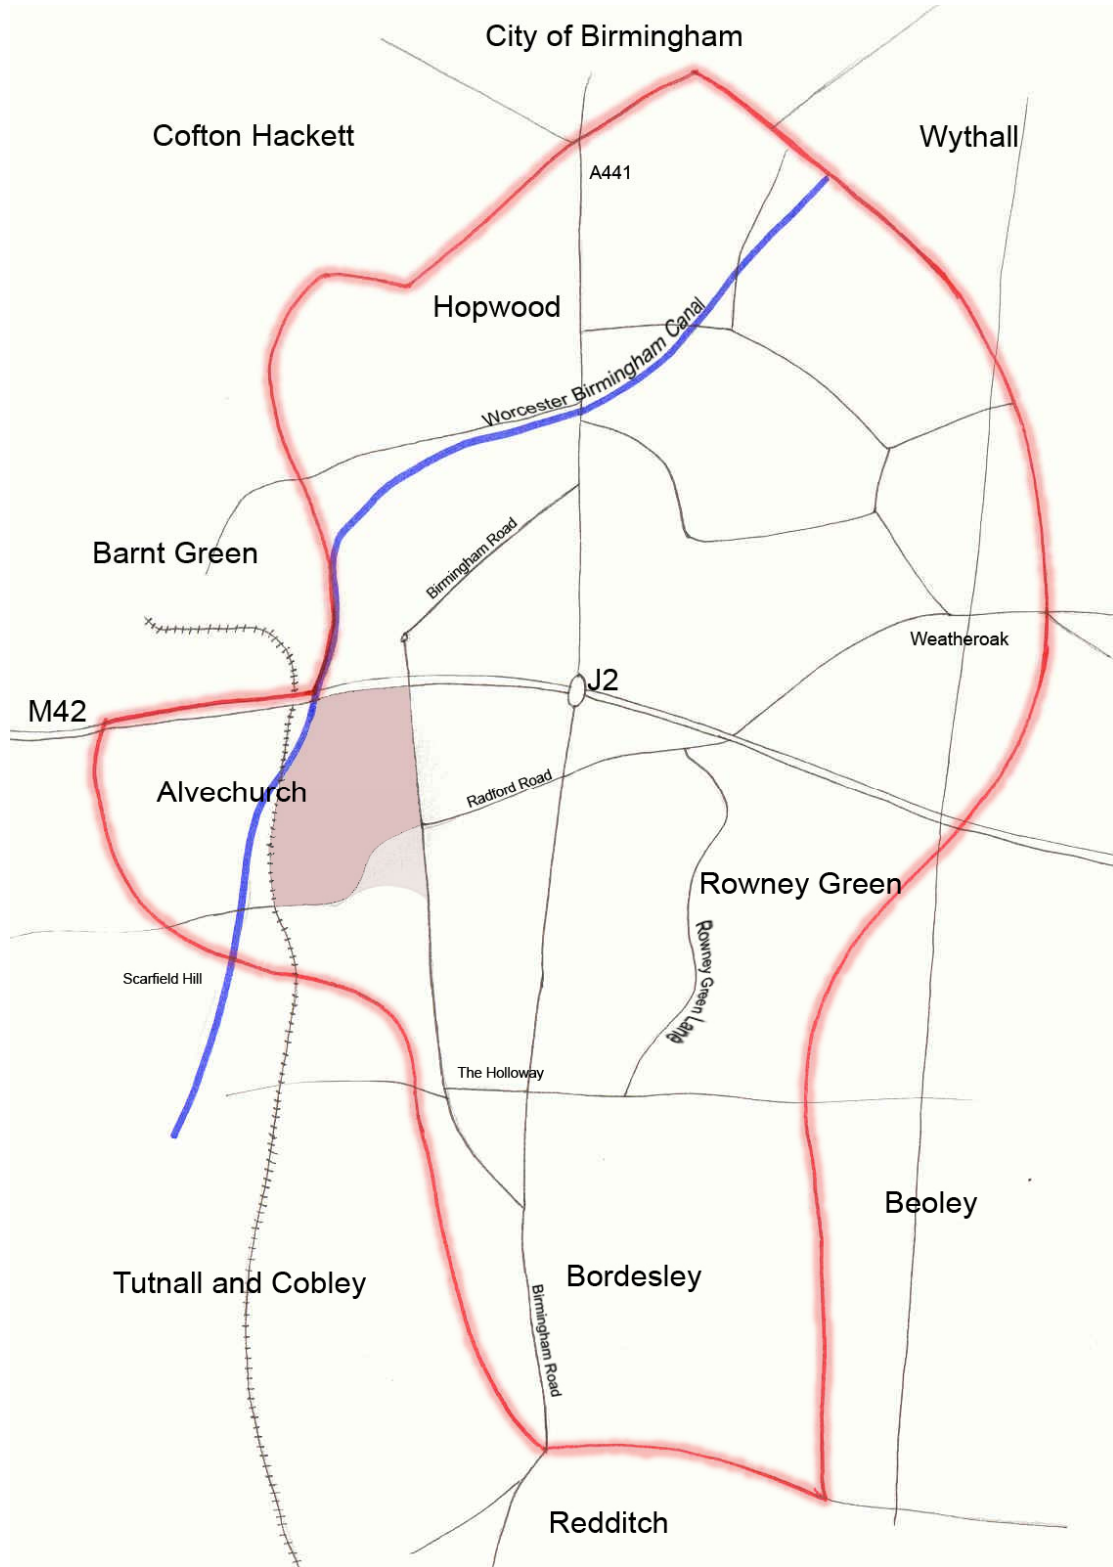 City of Birmingham
Cofton Hackett
Wythall
A441
Hopwood
Worcester Birmingham Canal
Birmingham Road
Barnt Green
Weatheroak
J2
M42
Alvechurch
Radford Road
Rowney Green
Rowney Green Lane
Scarfield Hill
The Holloway
Beoley
Tutnall and Cobley
Bordesley
Birmingham Road
Redditch